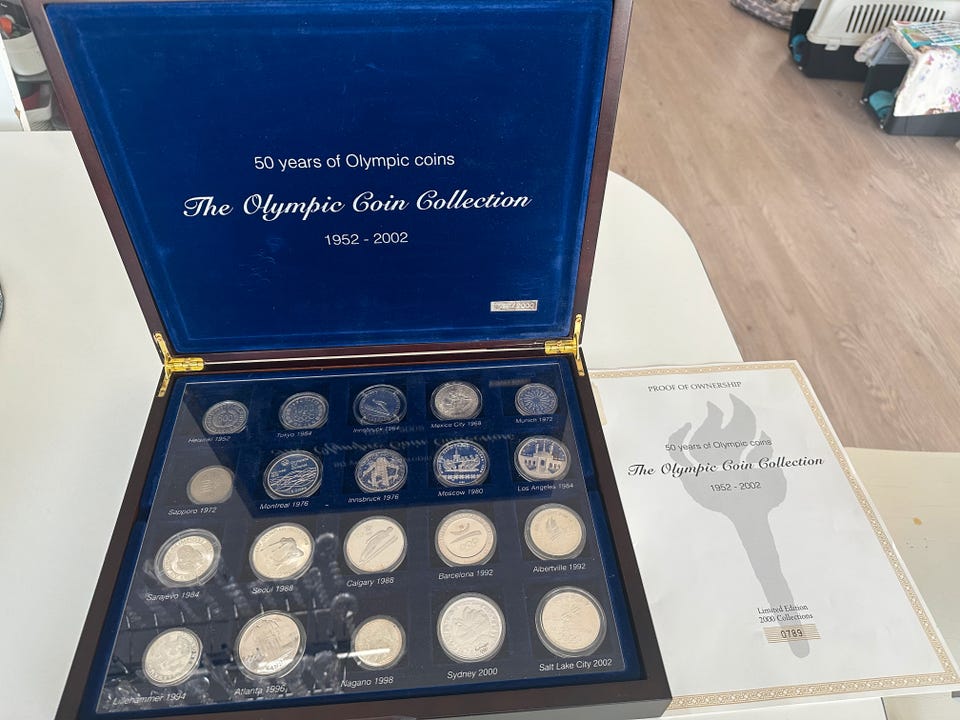 50 years of Olympic coins
The Olympic Coin Collection
1952 - 2002
Helsinki 1952
Tokyo 1964
Innsbruck 1964
Mexico City 1968
Munich 1972
Sapporo 1972
Montreal 1976
Innsbruck 1976
Moscow 1980
Los Angeles 1984
Sarajevo 1984
Seoul 1988
Calgary 1988
Barcelona 1992
Albertville 1992
Lillehammer 1994
Atlanta 1996
Nagano 1998
Sydney 2000
Salt Lake City 2002
PROOF OF OWNERSHIP
50 years of Olympic coins
The Olympic Coin Collection
1952 - 2002
Limited Edition
2000 Collections
0789